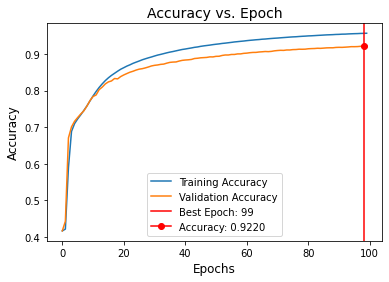 Accuracy vs. Epoch
Accuracy
0.9
0.8
0.7
0.6
0.5
0.4
Training Accuracy
Validation Accuracy
Best Epoch: 99
Accuracy: 0.9220
0 20 40 60 80 100
Epochs